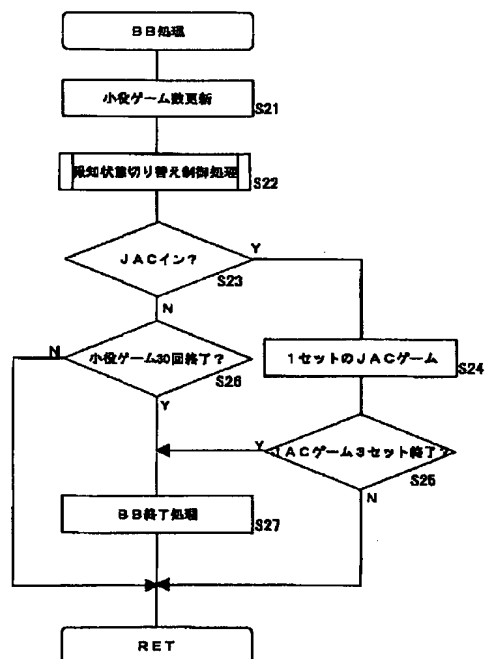 BB処理
小役ゲーム数更新
S21
報知状態切り替え制御処理
S22
JACイン?
Y
S23
N
N
小役ゲーム30回終了?
S26
Y
1セットのJACゲーム
S24
Y
JACゲーム3セット終了?
S25
N
BB終了処理
S27
RET